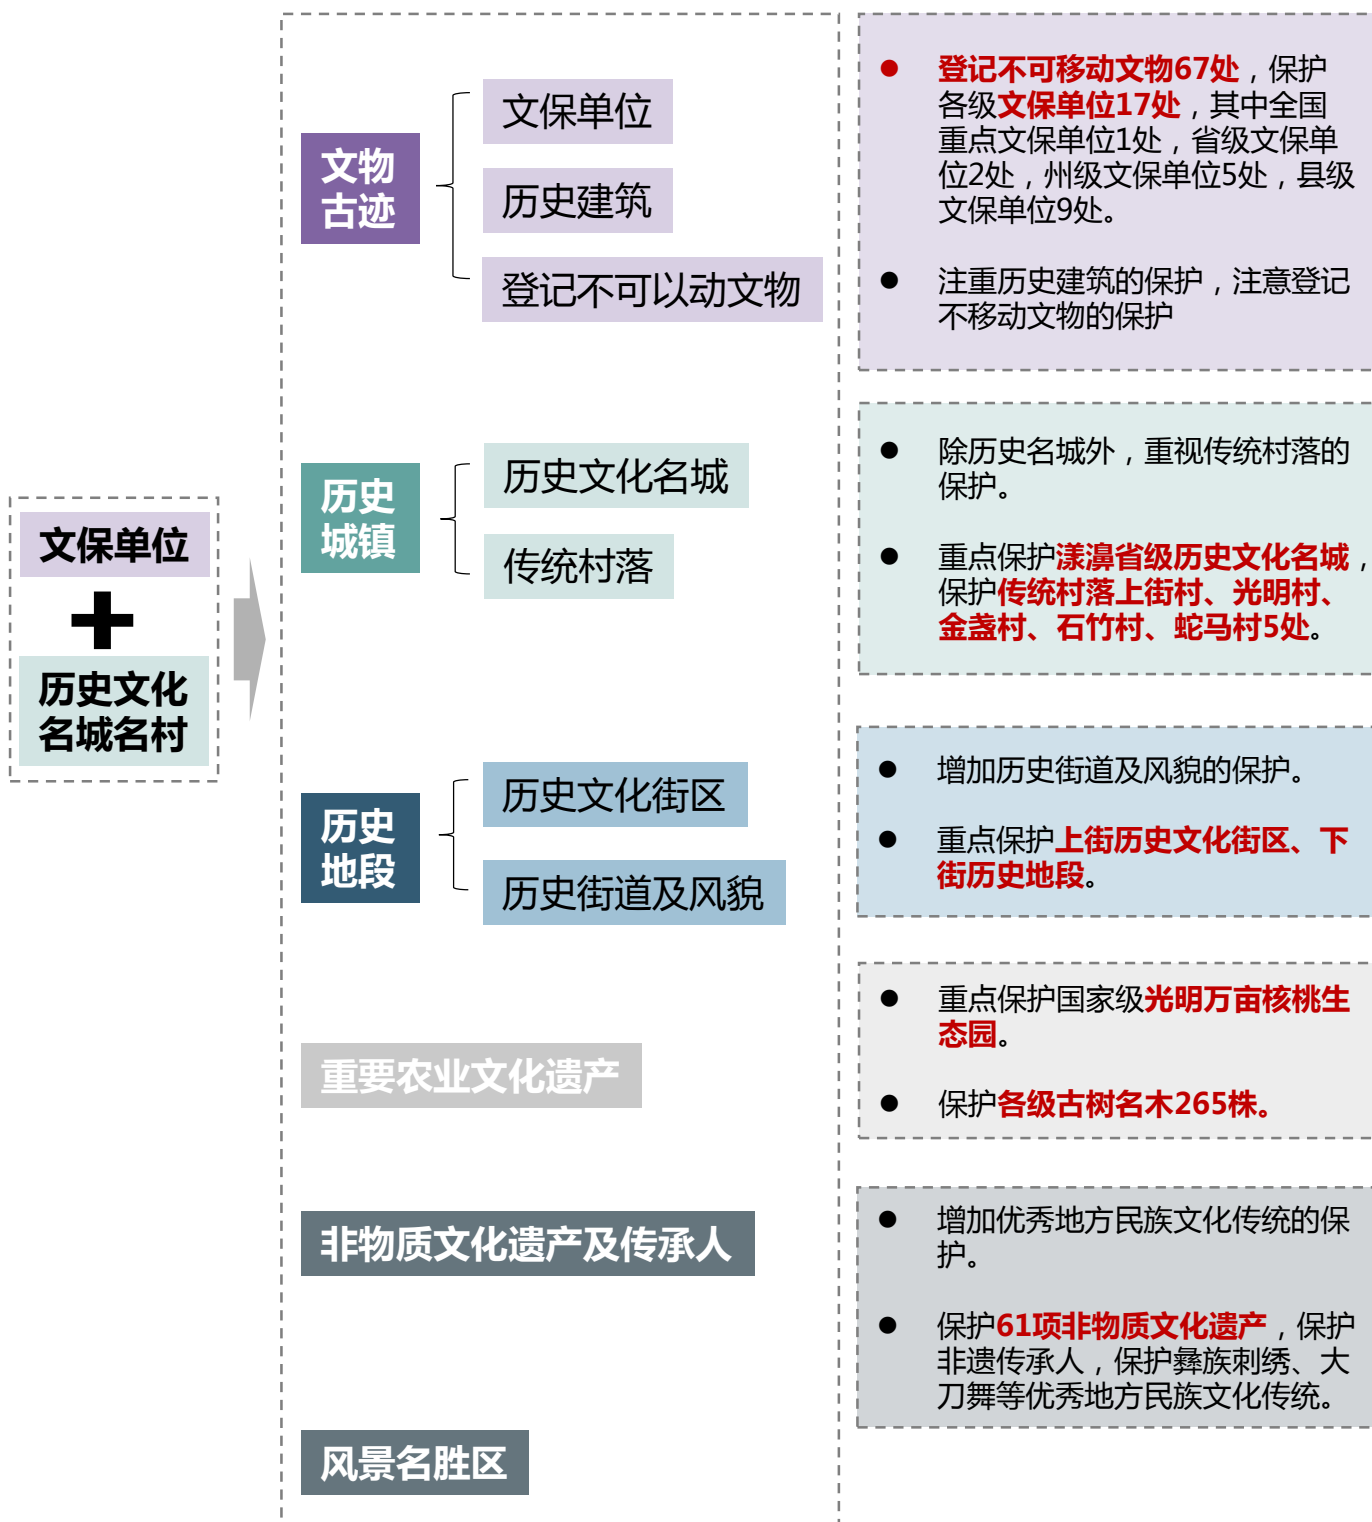 文保单位
历史文化
名城名村
文物
古迹
文保单位
历史建筑
登记不可以动文物
登记不可移动文物67处，保护
各级文保单位17处，其中全国
重点文保单位1处，省级文保单
位2处，州级文保单位5处，县级
文保单位9处。
注重历史建筑的保护，注意登记
不移动文物的保护
历史
城镇
历史文化名城
传统村落
除历史名城外，重视传统村落的
保护。
重点保护漾濞省级历史文化名城，
保护传统村落上街村、光明村、
金盏村、石竹村、蛇马村5处。
历史
地段
历史文化街区
历史街道及风貌
增加历史街道及风貌的保护。
重点保护上街历史文化街区、下
街历史地段。
重要农业文化遗产
重点保护国家级光明万亩核桃生
态园。
保护各级古树名木265株。
非物质文化遗产及传承人
增加优秀地方民族文化传统的保
护。
保护61项非物质文化遗产，保护
非遗传承人，保护彝族刺绣、大
刀舞等优秀地方民族文化传统。
风景名胜区